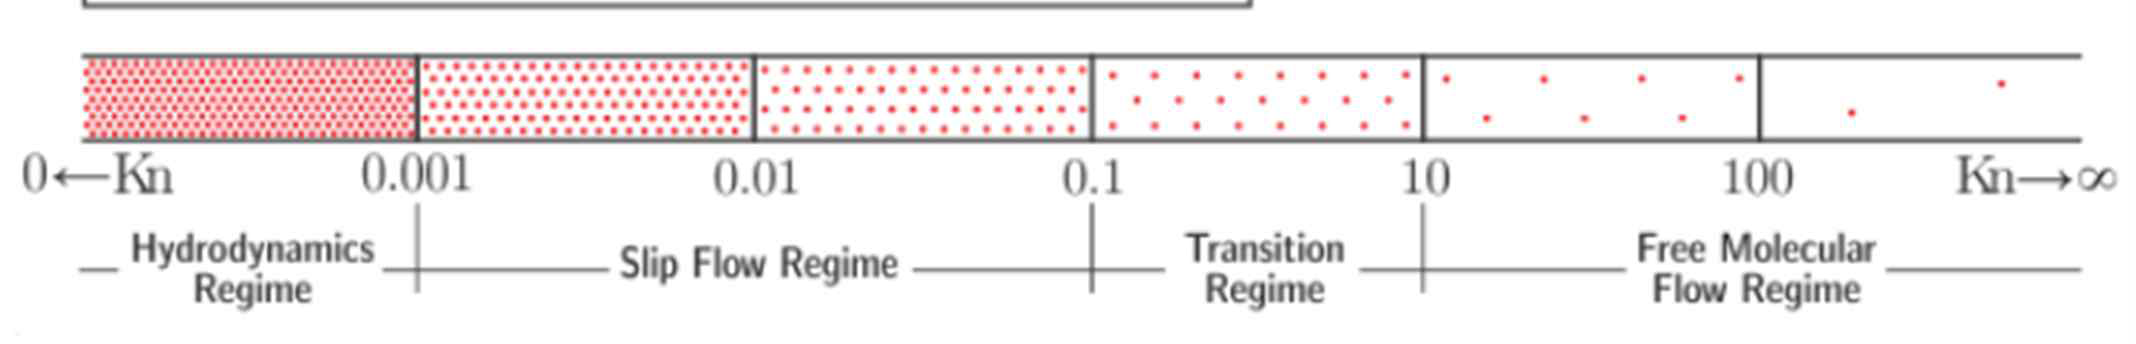 0←Kn 0.001 0.01 0.1 10 100 Kn→∞
Hydrodynamics
Regime
Slip Flow Regime
Transition
Regime
Free Molecular
Flow Regime